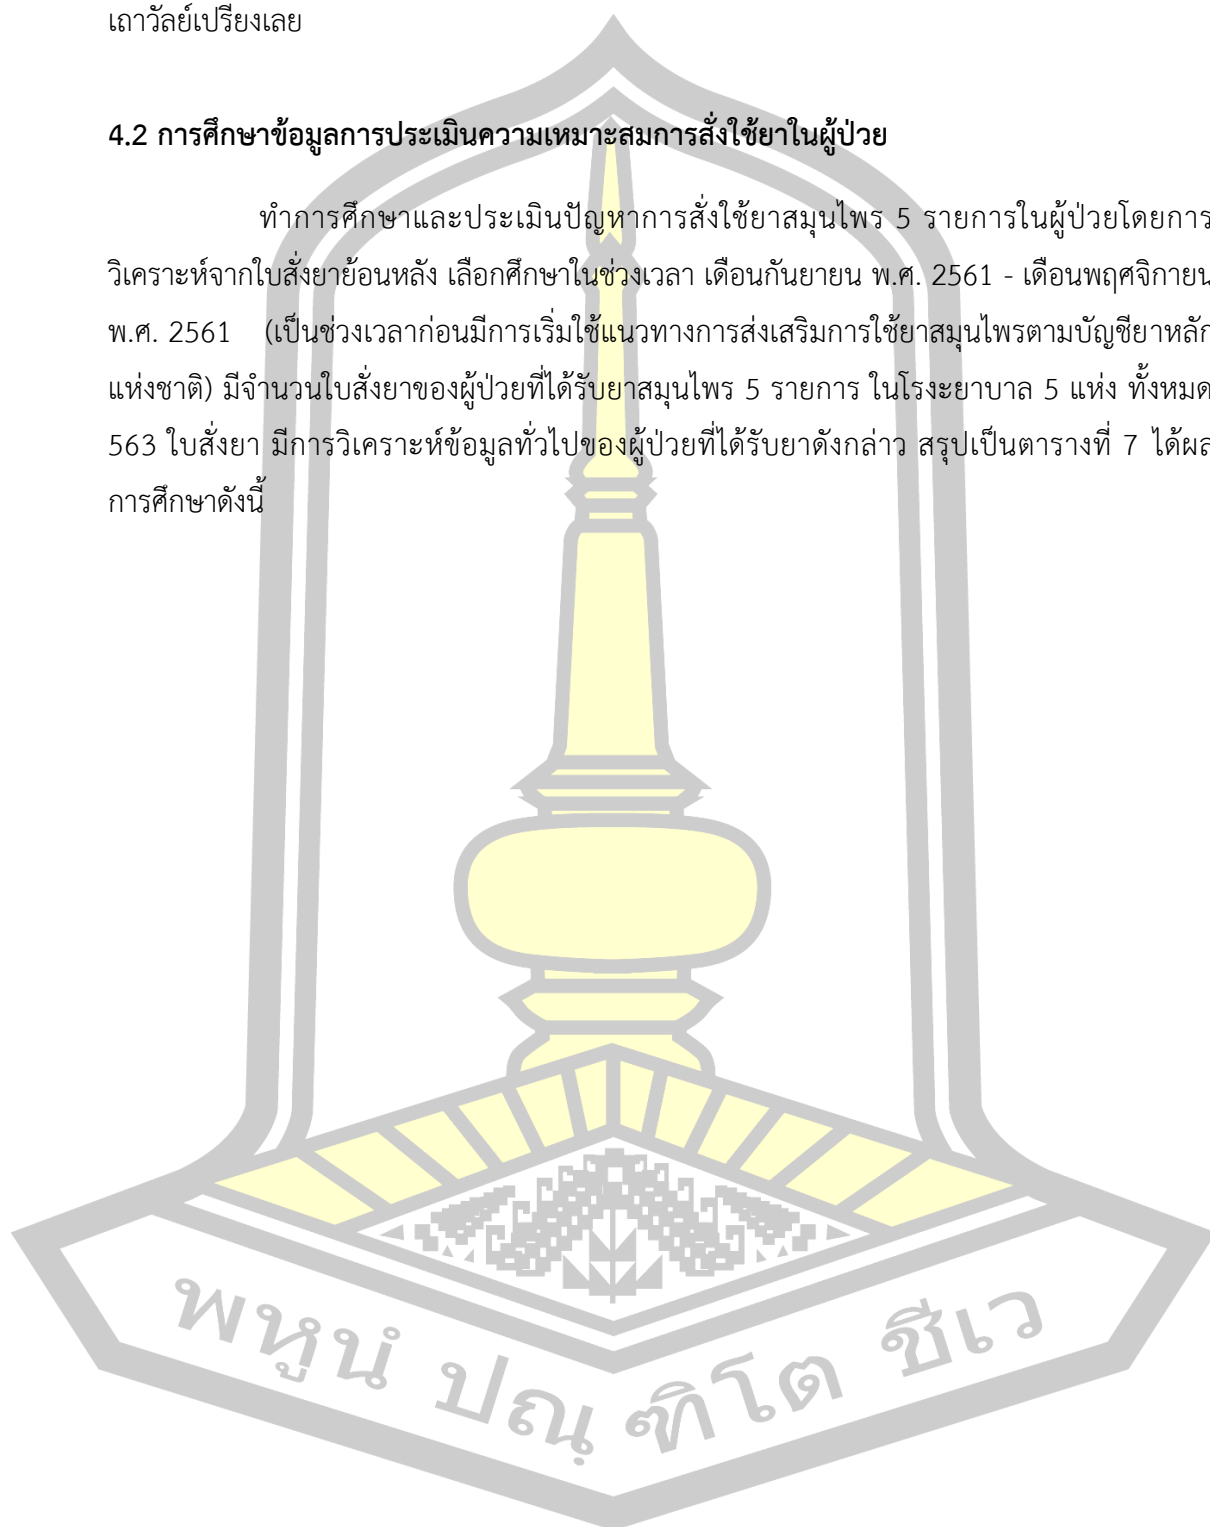 เถาวัลย์เปรียงเลย
4.2 การศึกษาข้อมูลการประเมินความเหมาะสมการสั่งใช้ยาในผู้ป่วย
ทำการศึกษาและประเมินปัญหาการสั่งใช้ยาสมุนไพร 5 รายการในผู้ป่วยโดยการ
วิเคราะห์จากใบสั่งยาย้อนหลัง เลือกศึกษาในช่วงเวลา เดือนกันยายน พ.ศ. 2561 - เดือนพฤศจิกายน
พ.ศ. 2561 (เป็นช่วงเวลาก่อนมีการเริ่มใช้แนวทางการส่งเสริมการใช้ยาสมุนไพรตามบัญชียาหลัก
แห่งชาติ) มีจำนวนใบสั่งยาของผู้ป่วยที่ได้รับยาสมุนไพร 5 รายการ ในโรงะยาบาล 5 แห่ง ทั้งหมด
563 ใบสั่งยา มีการวิเคราะห์ข้อมูลทั่วไปของผู้ป่วยที่ได้รับยาดังกล่าว สรุปเป็นตารางที่ 7 ได้ผล
การศึกษาดังนี้
พหูนํ ปณฺฑิโต ชีเว